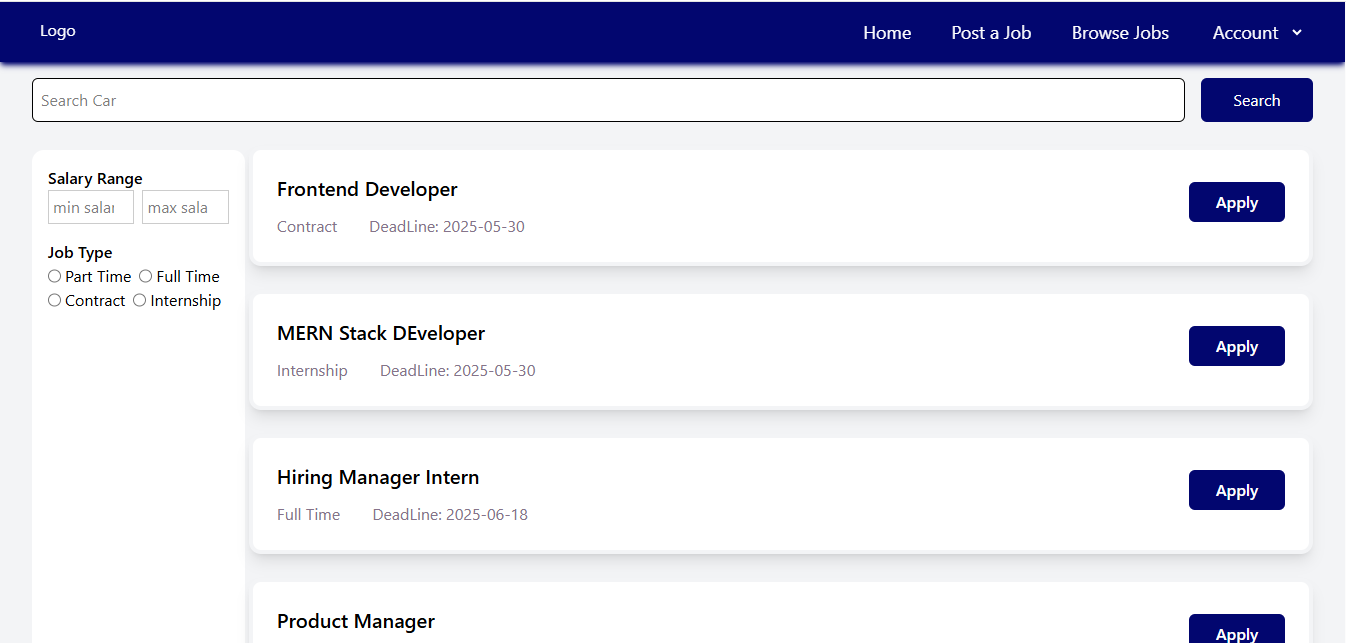 Logo Home Post a Job Browse Jobs Account
Search Car Search
Salary Range
min salar max sala
Job Type
Part Time Full Time
Contract Internship
Frontend Developer
Contract DeadLine: 2025-05-30
Apply
MERN Stack DEveloper
Internship DeadLine: 2025-05-30
Apply
Hiring Manager Intern
Full Time DeadLine: 2025-06-18
Apply
Product Manager
Apply